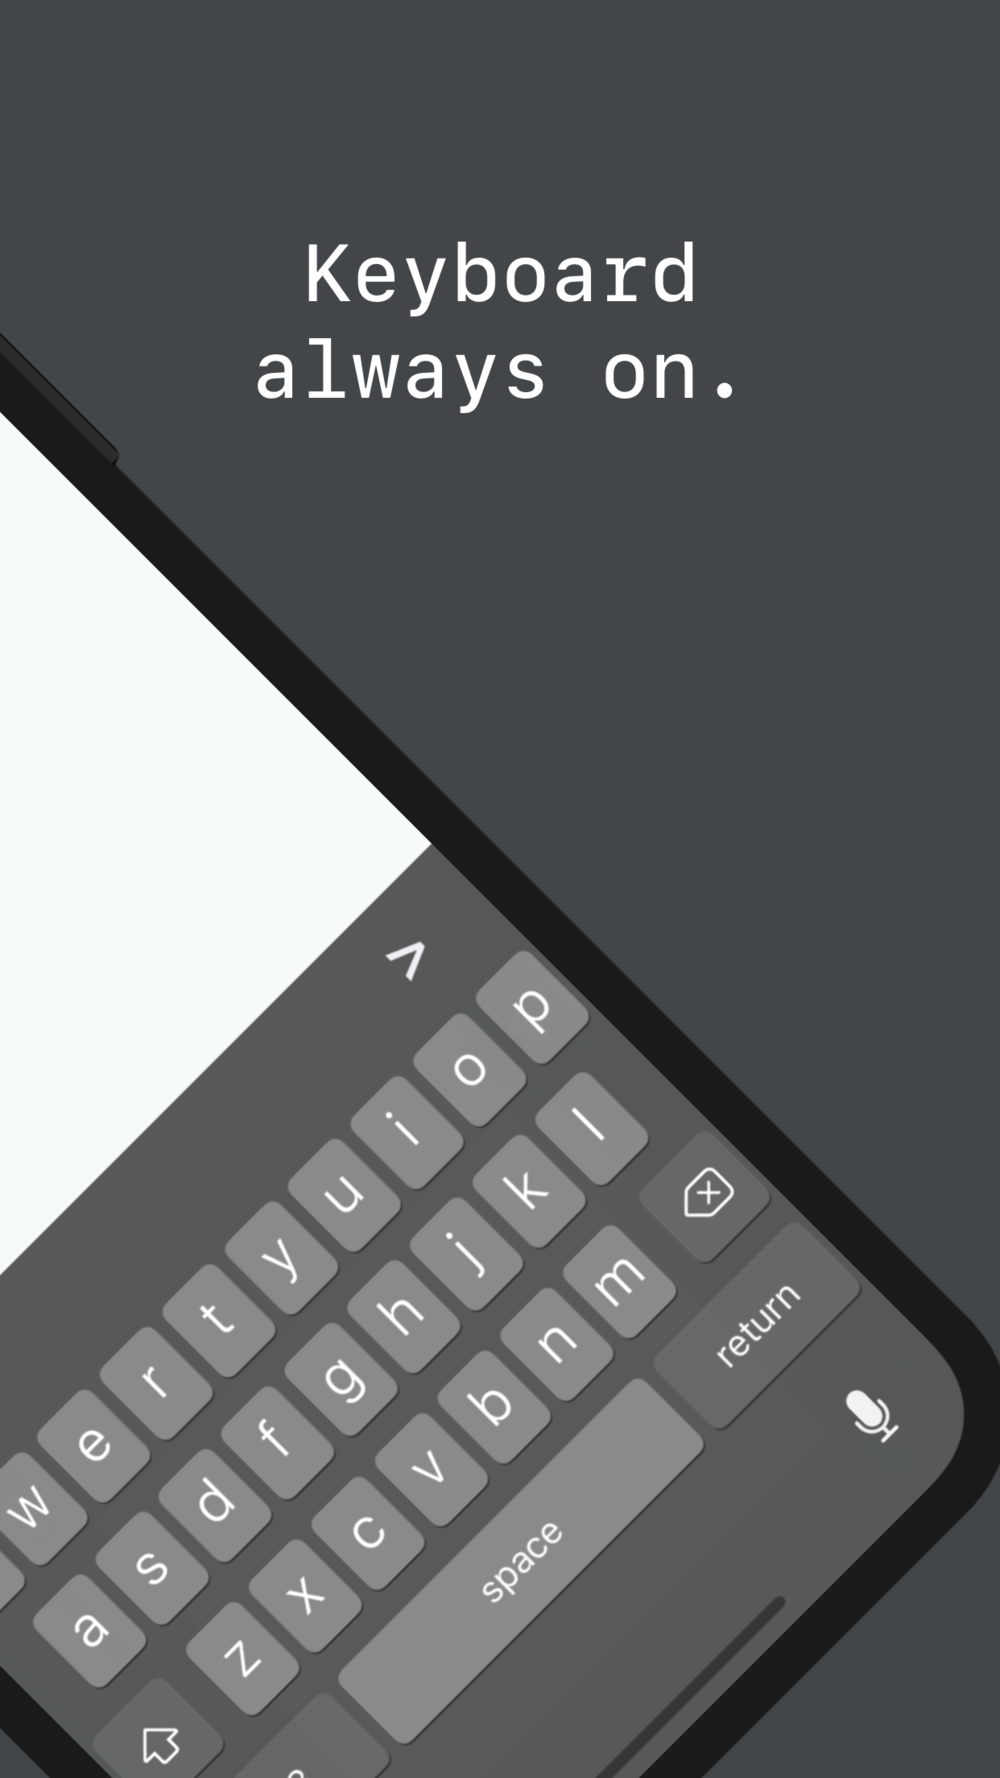 Keyboard
always on.
>
w e r t y u i o p
a s d f g h j k l
z x c v b n m
space return